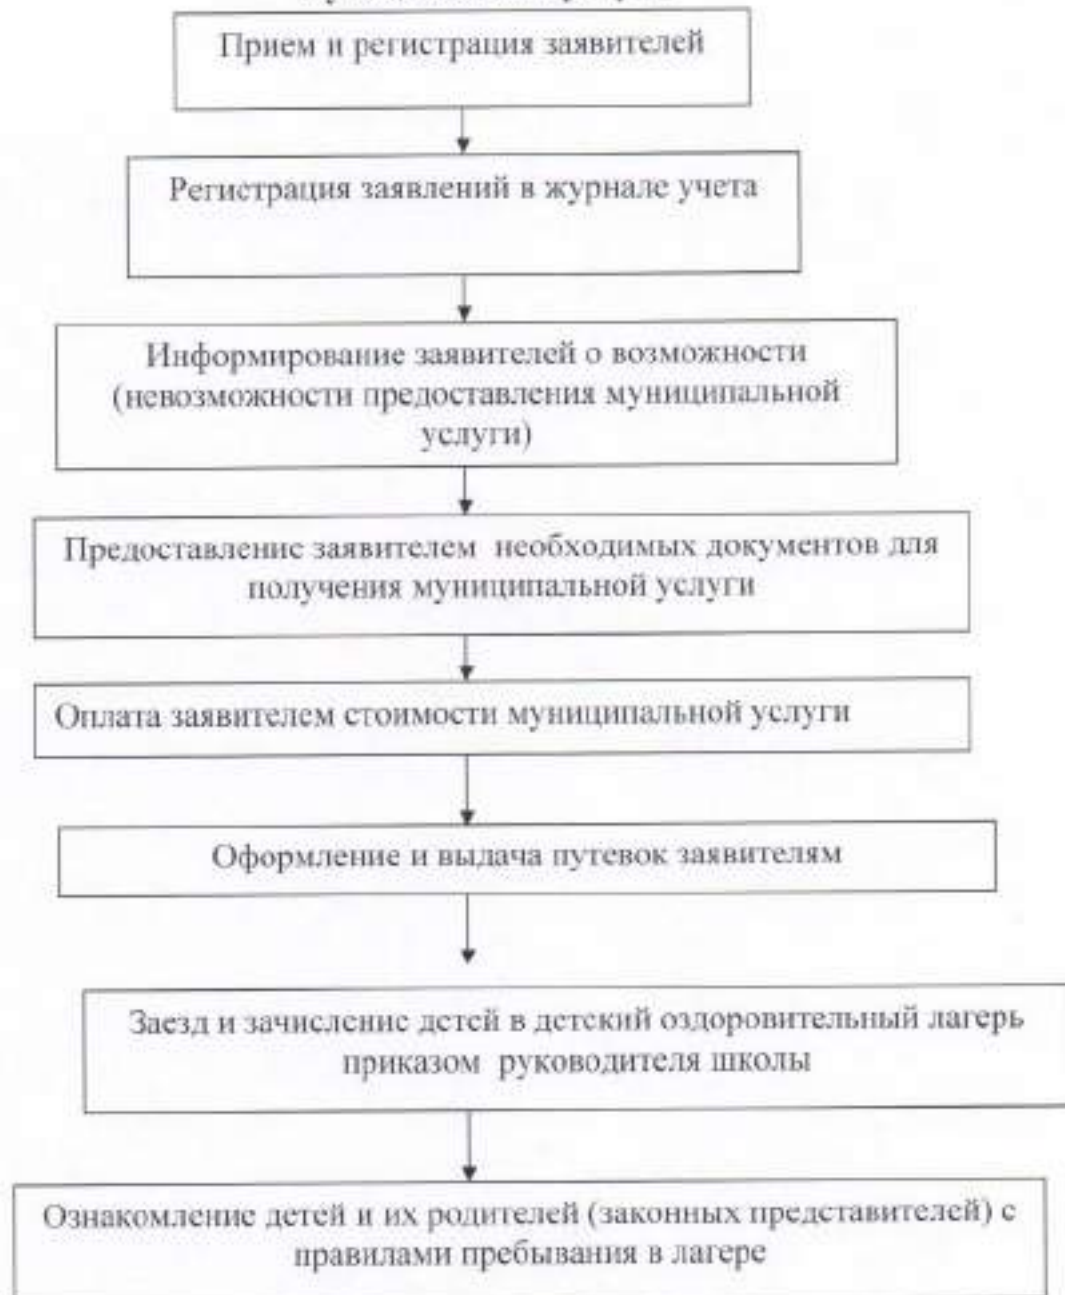 Прием и регистрация заявителей
Регистрация заявлений в журнале учета
Информирование заявителей о возможности
(невозможности предоставления муниципальной
услуги)
Предоставление заявителем необходимых документов для
получения муниципальной услуги
Оплата заявителем стоимости муниципальной услуги
Оформление и выдача путевок заявителям
Заезд и зачисление детей в детский оздоровительный лагерь
приказом руководителя школы
Ознакомление детей и их родителей (законных представителей) с
правилами пребывания в лагере